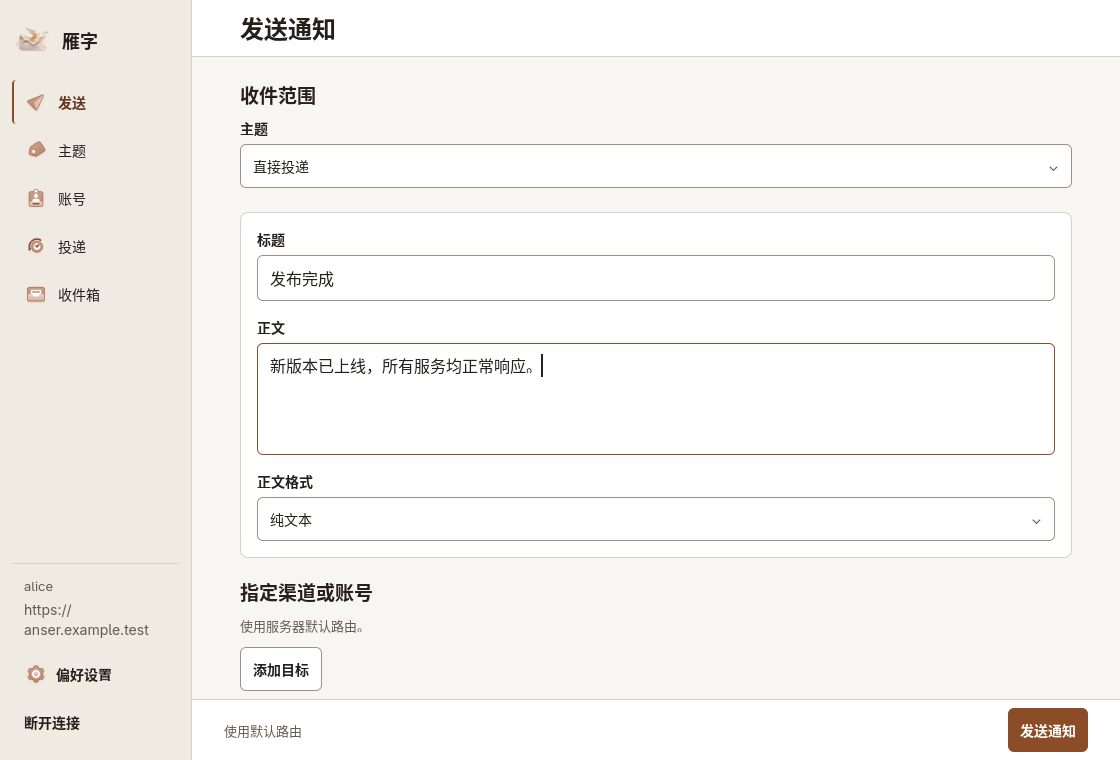 雁字
发送
主题
账号
投递
收件箱
alice
https://
anser.example.test
偏好设置
断开连接
发送通知
收件范围
主题
直接投递
标题
发布完成
正文
新版本已上线，所有服务均正常响应。
正文格式
纯文本
指定渠道或账号
使用服务器默认路由。
添加目标
使用默认路由
发送通知